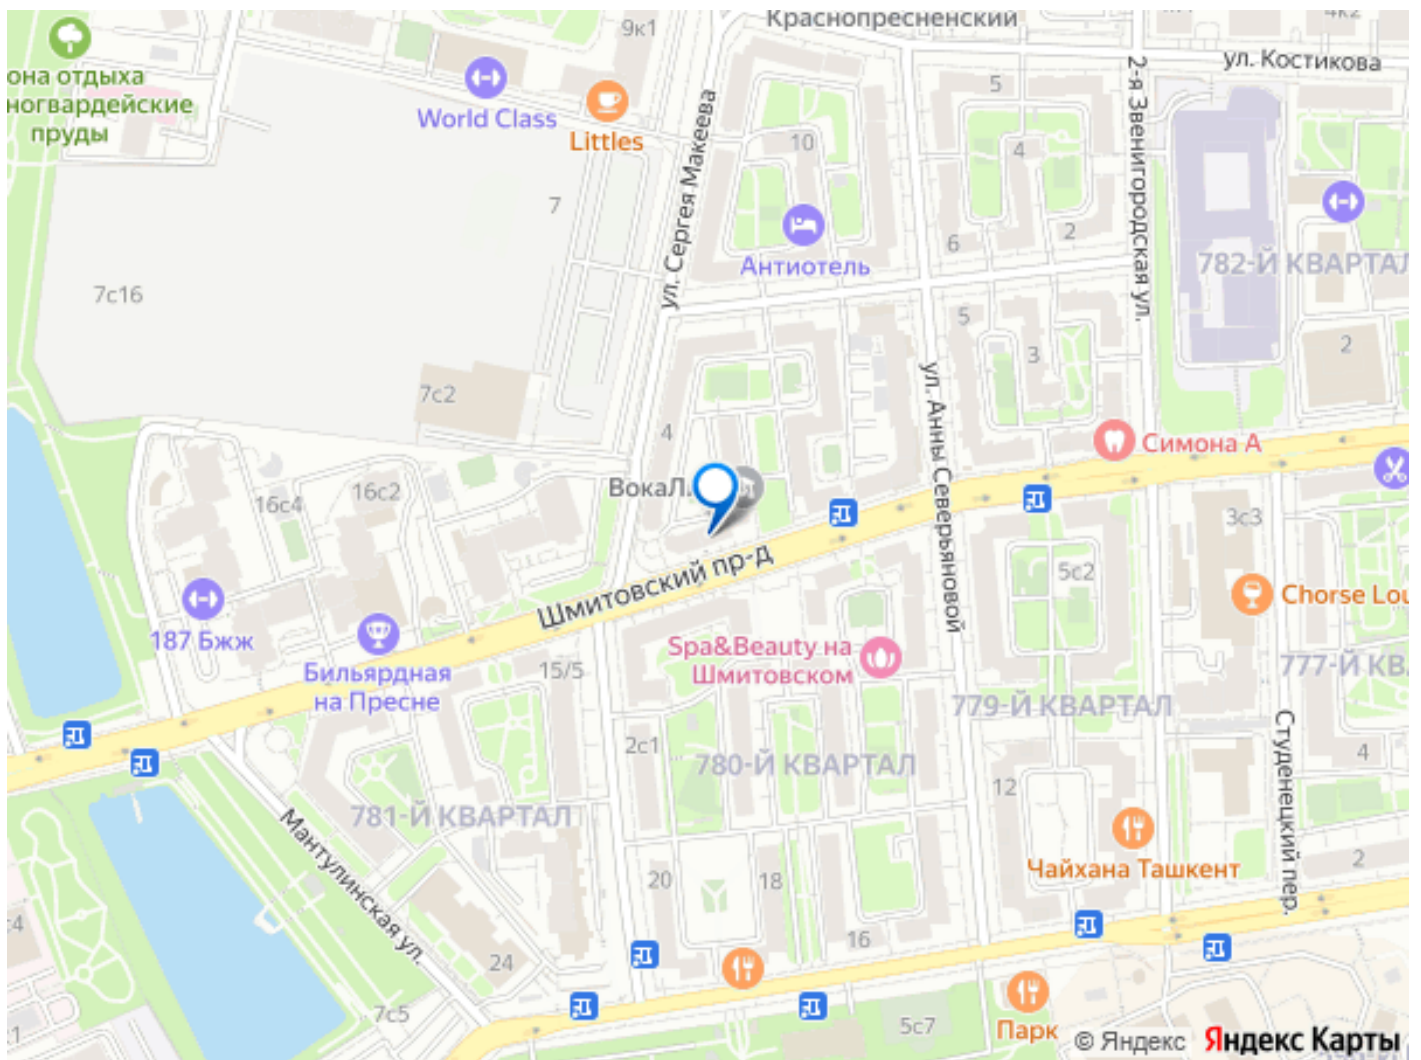 9к1
Краснопресненский
4к2
ул. Костикова
она отдыха
ногвардейские
пруды
World Class
Littles
ул. Сергея Макеева
10
5
4
2-я Звенигородская ул.
7
6
2
Антиотель
782-Й КВАРТАЛ
7с16
5
3
2
7с2
4
ул. Анны Северьяновой
Симона А
16с4
16с2
ВокаЛ
3с3
Шмитовский пр-д
5с2
Chorse Lou
187 Бжж
Бильярдная
на Пресне
15/5
Spa&Beauty на
Шмитовском
777-Й КВ
779-Й КВАРТАЛ
2с1
780-Й КВАРТАЛ
Студенецкий пер.
4
12
781-Й КВАРТАЛ
Мантулинская ул.
Чайхана Ташкент
2
20
18
16
24
с4
7с5
5с7
Парк
1
© Яндекс Яндекс Карты